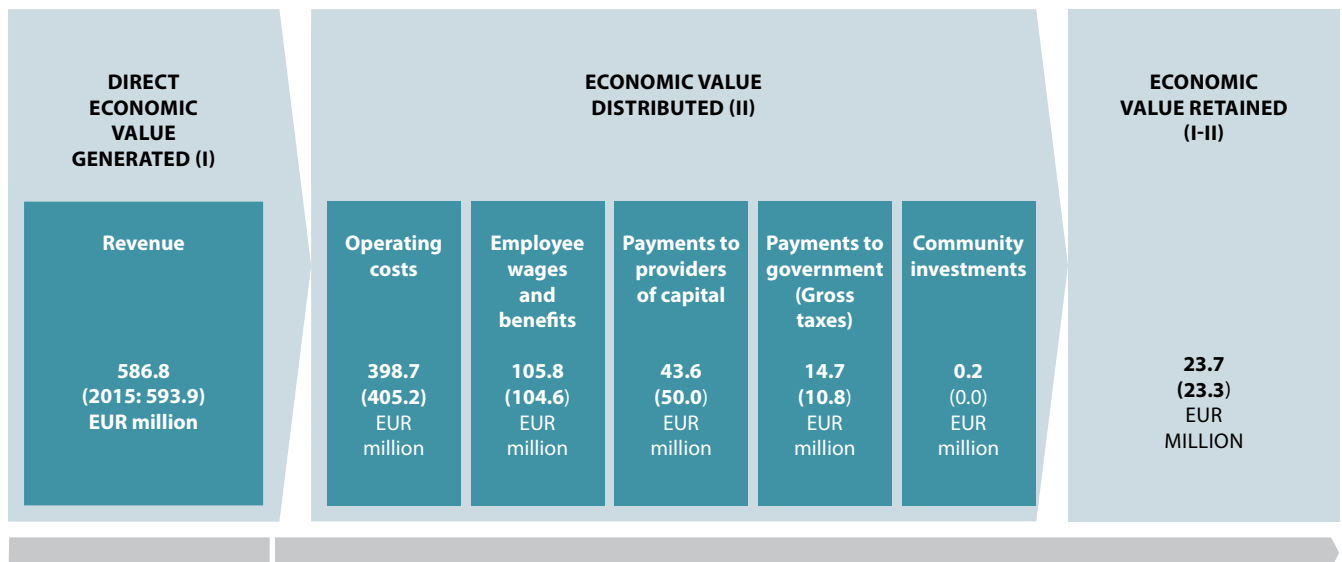 DIRECT
ECONOMIC
VALUE
GENERATED (I)
Revenue
586.8
(2015: 593.9)
EUR million
ECONOMIC VALUE
DISTRIBUTED (II)
Operating
costs
398.7
(405.2)
EUR
million
Employee
wages
and
benefits
105.8
(104.6)
EUR
million
Payments to
providers
of capital
43.6
(50.0)
EUR
million
Payments to
government
(Gross
taxes)
14.7
(10.8)
EUR
million
Community
investments
0.2
(0.0)
EUR
million
ECONOMIC
VALUE RETAINED
(I-II)
23.7
(23.3)
EUR
MILLION